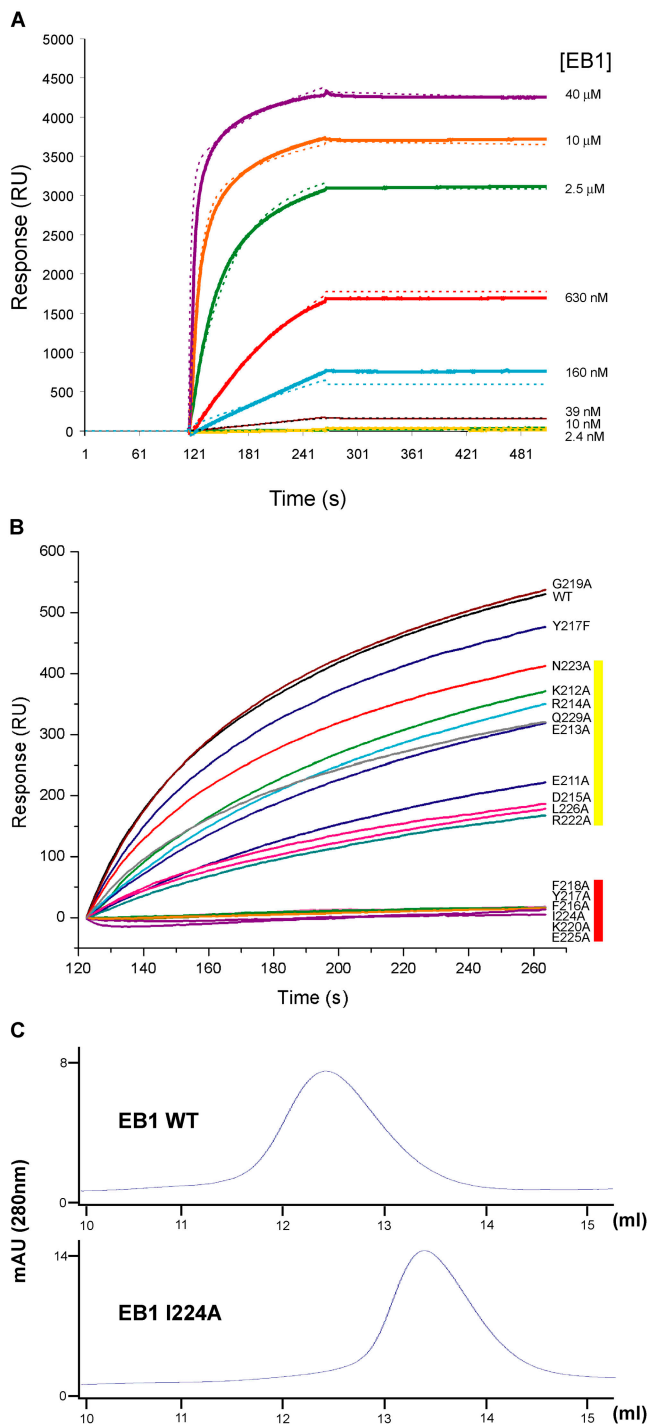 A
Response (RU)
5000
4500
4000
3500
3000
2500
2000
1500
1000
500
0
1 61 121 181 241 301 361 421 481
Time (s)
[EB1]
40 μM
10 μM
2.5 μM
630 nM
160 nM
39 nM
10 nM
2.4 nM
B
Response (RU)
600
500
400
300
200
100
0
120 140 160 180 200 220 240 260
Time (s)
G219A
WT
Y217F
N223A
K212A
R214A
Q229A
E213A
E211A
D215A
L226A
R222A
F218A
Y217A
F216A
I224A
K220A
E225A
C
mAU (280nm)
8
EB1 WT
0
10 11 12 13 14 15 (ml)
14
EB1 I224A
0
10 11 12 13 14 15 (ml)